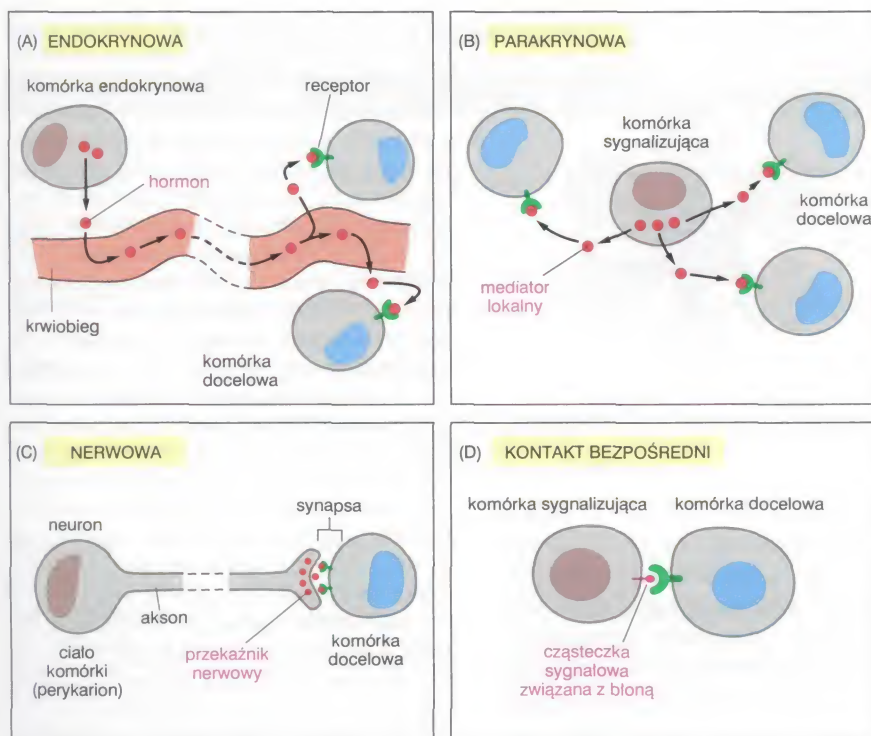 (A) ENDOKRYNOWA
komórka endokrynowa
receptor
hormon
krwiobieg
komórka
docelowa
(B) PARAKRYNOWA
komórka
sygnalizująca
komórka
docelowa
mediator
lokalny
(C) NERWOWA
neuron
synapsa
akson
ciało
komórki
(perykarion)
przekaźnik
nerwowy
komórka
docelowa
(D) KONTAKT BEZPOŚREDNI
komórka sygnalizująca
komórka docelowa
cząsteczka
sygnałowa
związana z błoną